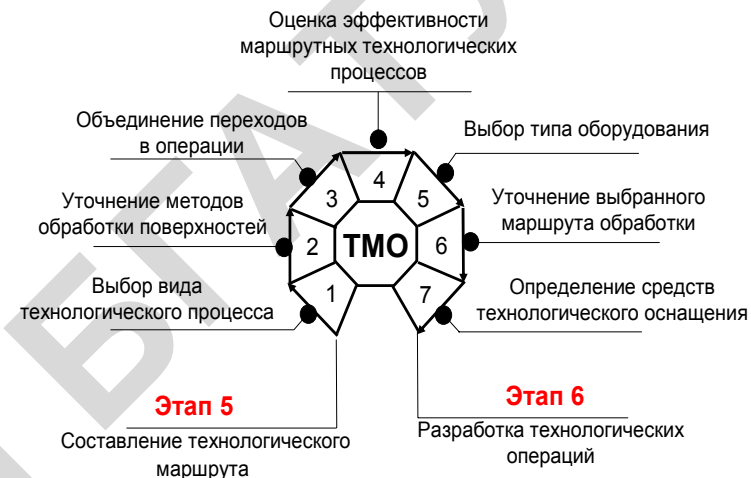 Оценка эффективности
маршрутных технологических
процессов
Объединение переходов
в операции
Выбор типа оборудования
Уточнение методов
обработки поверхностей
Уточнение выбранного
маршрута обработки
Выбор вида
технологического процесса
Определение средств
технологического оснащения
1
2
3
4
5
6
7
ТМО
Этап 5
Составление технологического
маршрута
Этап 6
Разработка технологических
операций